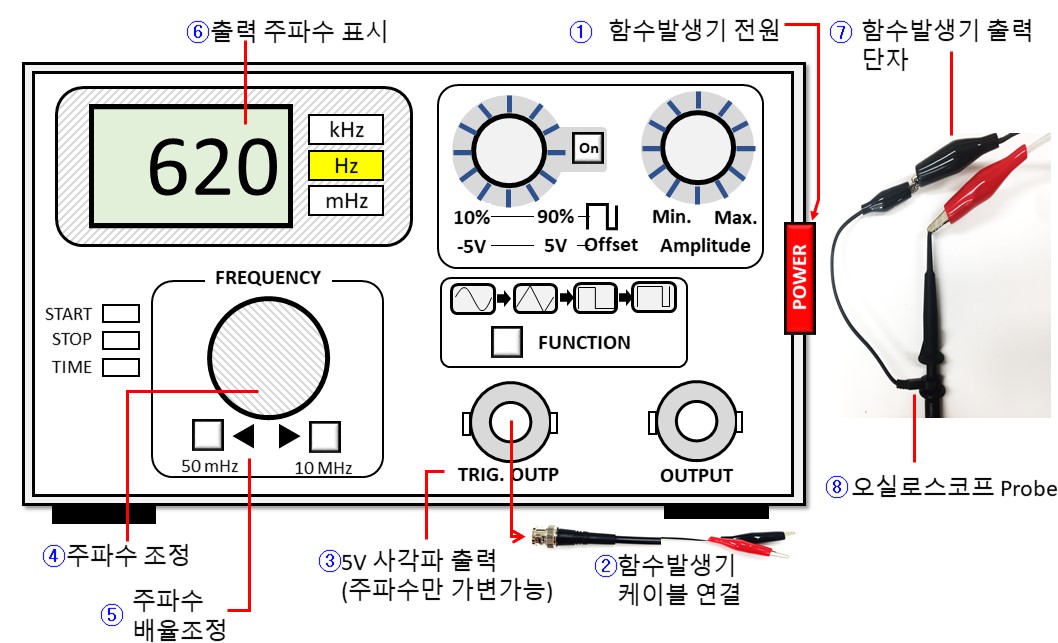 ⑥출력 주파수 표시
① 함수발생기 전원
⑦ 함수발생기 출력
단자
620
kHz
Hz
mHz
On
10% 90%
-5V 5V Offset
Min. Max.
Amplitude
POWER
FREQUENCY
START
STOP
TIME
50 mHz
10 MHz
FUNCTION
TRIG. OUTP
OUTPUT
⑧오실로스코프 Probe
④주파수 조정
⑤ 주파수
배율조정
③5V 사각파 출력
(주파수만 가변가능)
②함수발생기
케이블 연결